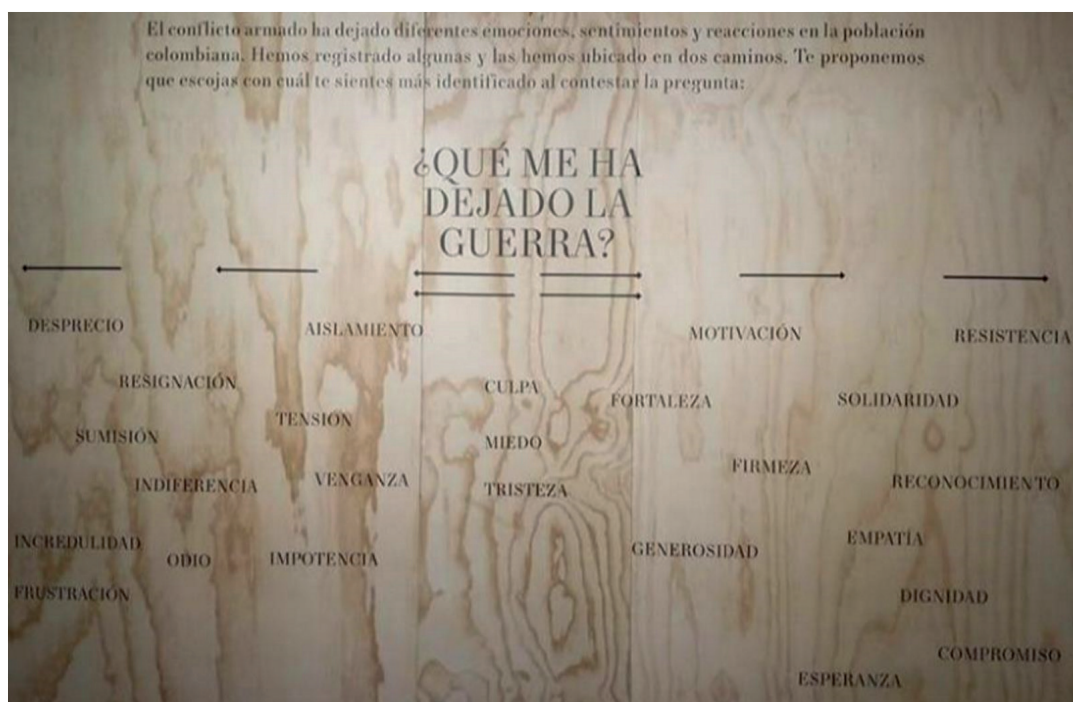 El conflicto armado ha dejado diferentes emociones, sentimientos y reacciones en la población
colombiana. Hemos registrado algunas y las hemos ubicado en dos caminos. Te proponemos
que escojas con cuál te sientes más identificado al contestar la pregunta:
¿QUÉ ME HA
DEJADO LA
GUERRA?
DESPRECIO
AISLAMIENTO
MOTIVACIÓN
RESISTENCIA
RESIGNACIÓN
CULPA
FORTALEZA
SOLIDARIDAD
TENSIÓN
SUMISIÓN
MIEDO
FIRMEZA
INDIFERENCIA
VENGANZA
TRISTEZA
RECONOCIMIENTO
INCREDULIDAD
ODIO
IMPOTENCIA
GENEROSIDAD
EMPATÍA
FRUSTRACIÓN
DIGNIDAD
COMPROMISO
ESPERANZA